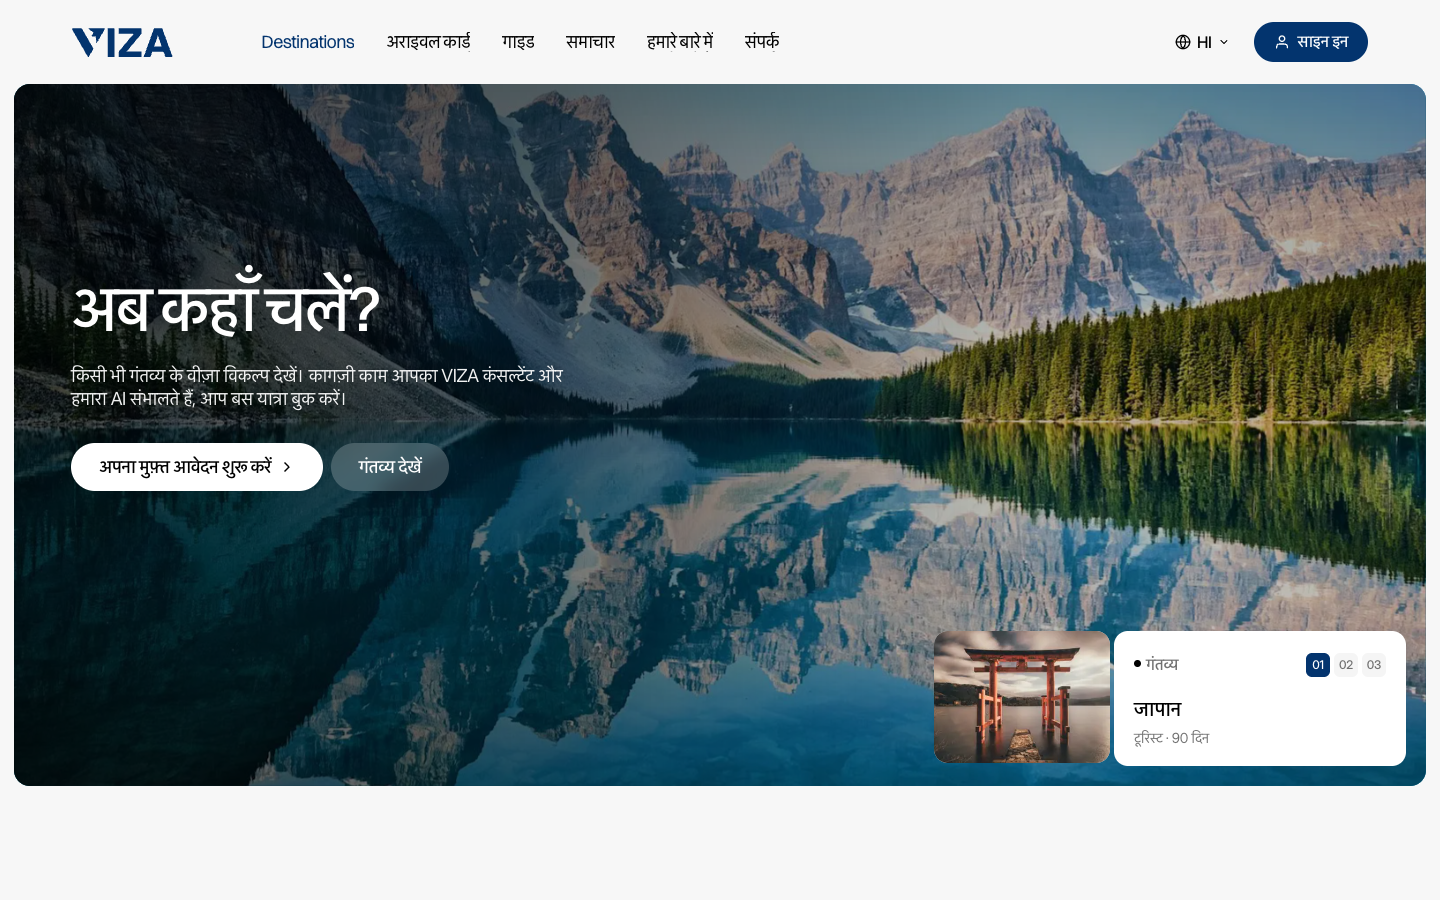 VIZA
Destinations
अराइवल कार्ड
गाइड
समाचार
हमारे बारे में
संपर्क
HI
साइन इन
अब कहाँ चलें?
किसी भी गंतव्य के वीज़ा विकल्प देखें। कागज़ी काम आपका VIZA कंसल्टेंट और
हमारा AI संभालते हैं, आप बस यात्रा बुक करें।
अपना मुफ़्त आवेदन शुरू करें
गंतव्य देखें
गंतव्य
01 02 03
जापान
टूरिस्ट · 90 दिन